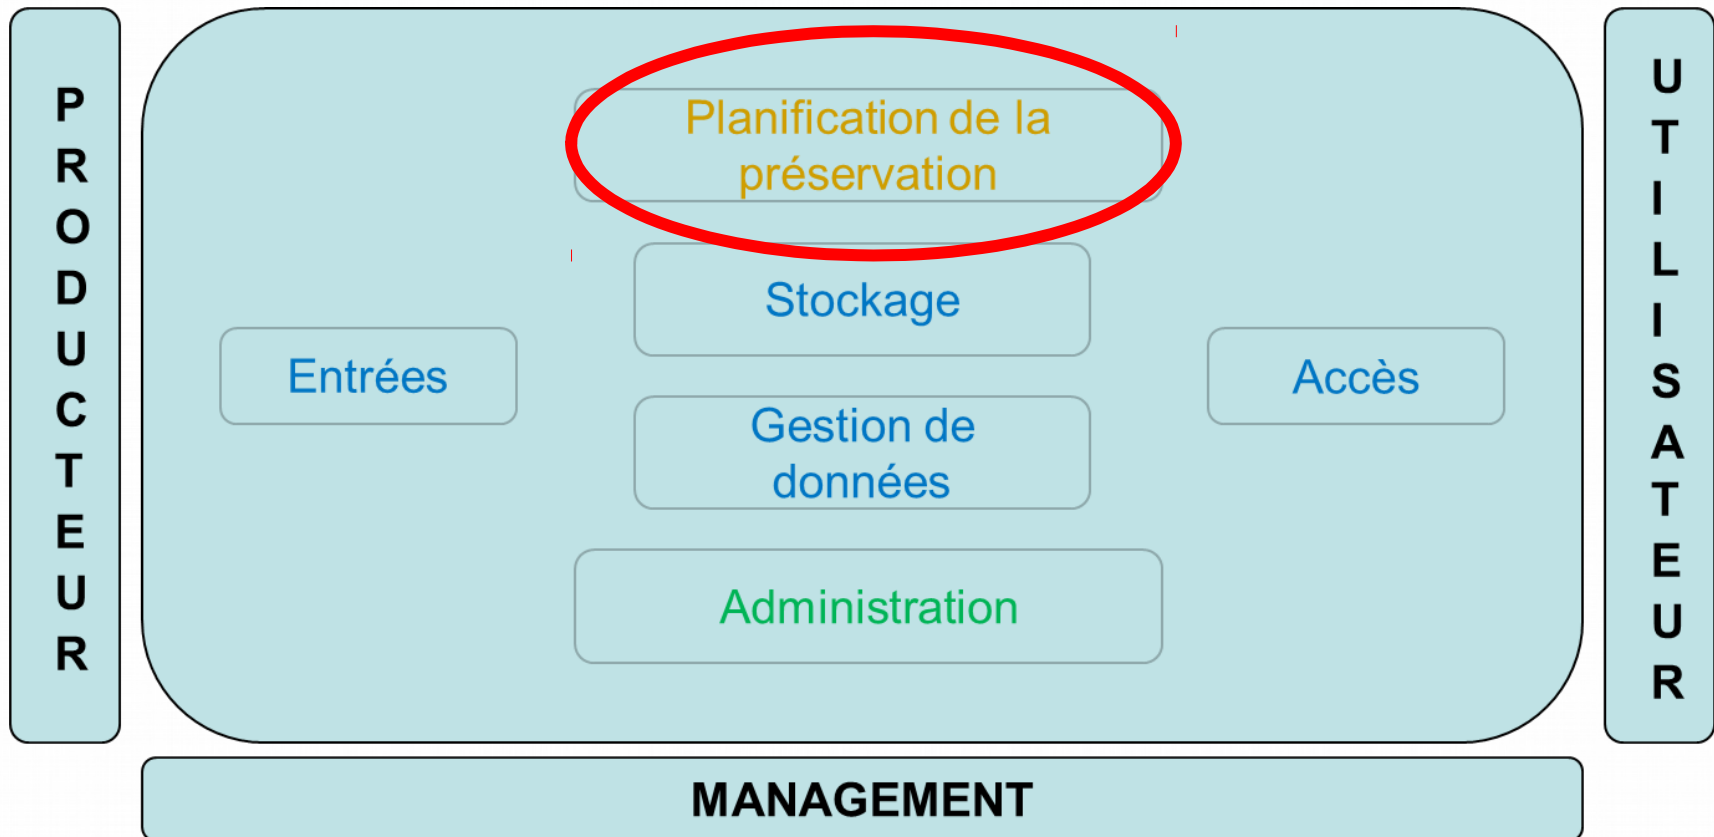 PRODUCTEUR
Planification de la
préservation
Stockage
Entrées
Gestion de
données
Accès
Administration
UTILISATEUR
MANAGEMENT